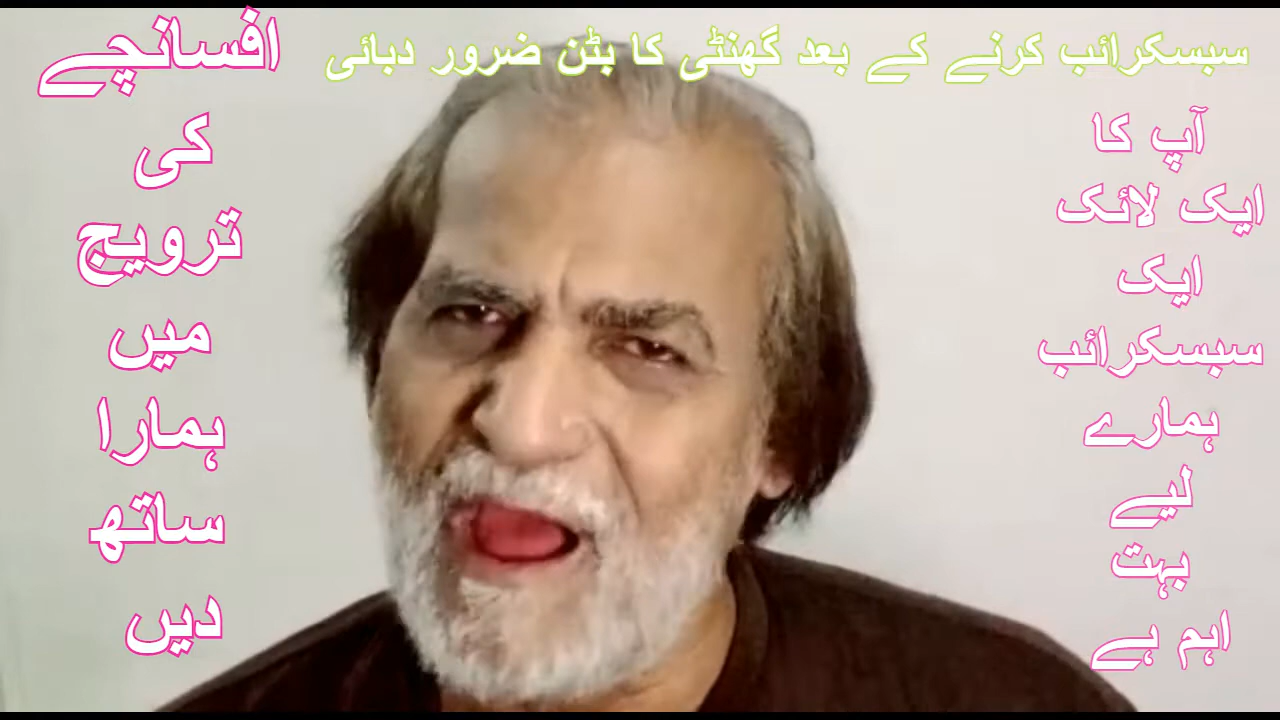 سبسکرائب کرنے کے بعد گھنٹی کا بٹن ضرور دبائی
آپ کا
ایک لائک
ایک
سبسکرائب
ہمارے
لیے
بہت
اہم ہے
افسانچے
کی
ترویج
میں
ہمارا
ساتھ
دیں